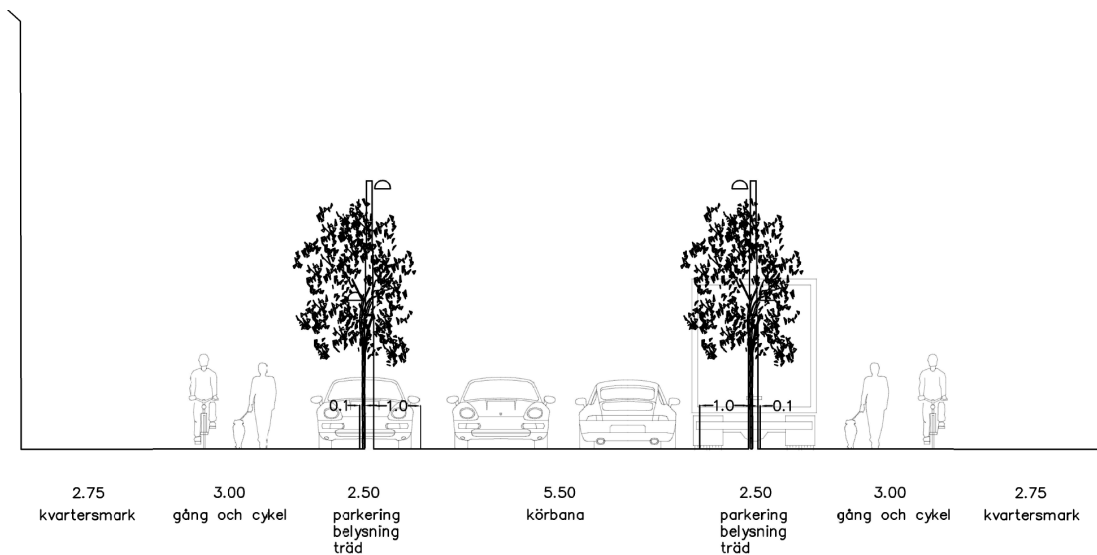 0.1
1.0
1.0
0.1
2.75
kvartersmark
3.00
gång och cykel
2.50
parkering
belysning
träd
5.50
körbana
2.50
parkering
belysning
träd
3.00
gång och cykel
2.75
kvartersmark